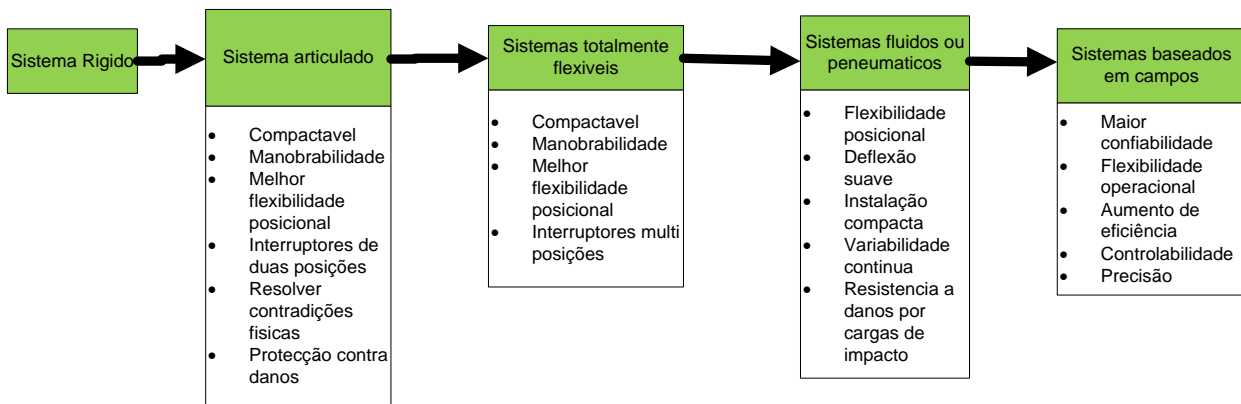 Sistema Rigido
Sistema articulado
Compactavel
Manobrabilidade
Melhor
flexibilidade
posicional
Interruptores de
duas posições
Resolver
contradições
fisicas
Protecção contra
danos
Sistemas totalmente
flexiveis
Compactavel
Manobrabilidade
Melhor
flexibilidade
posicional
Interruptores multi
posições
Sistemas fluidos ou
peneumaticos
Flexibilidade
posicional
Deflexão
suave
Instalação
compacta
Variabilidade
continua
Resistencia a
danos por
cargas de
impacto
Sistemas baseados
em campos
Maior
confiabilidade
Flexibilidade
operacional
Aumento de
eficiência
Controlabilidade
Precisão